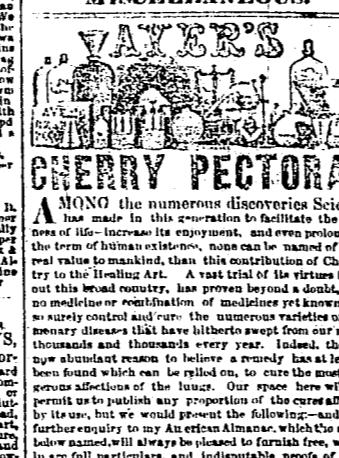 MISCELLANEOUS.
AYER'S
CHERRY PECTORA
AMONG the numerous discoveries Scie
has made in this generation to facilitate the
ness of life—increase its enjoyment, and even prolon
the term of human existence, none can be named of
real value to mankind, than this contribution of Ch
try to the Healing Art. A vast trial of its virtues
out this broad country, has proven beyond a doubt,
no medicine or combination of medicines yet known
so surely control and cure the numerous varieties o
monary diseases that have hitherto swept from our
thousands and thousands every year. Indeed, th
now abundant reason to believe a remedy has at le
been found which can be relied on, to cure the most
gerous affections of the lungs. Our space here wi
permit us to publish any proportion of the cures aff
by its use, but we would present the following:—and
further enquiry to my American Almanac, which the
below named, will always be pleased to furnish free, w
in are full particulars, and indisputable proofs of